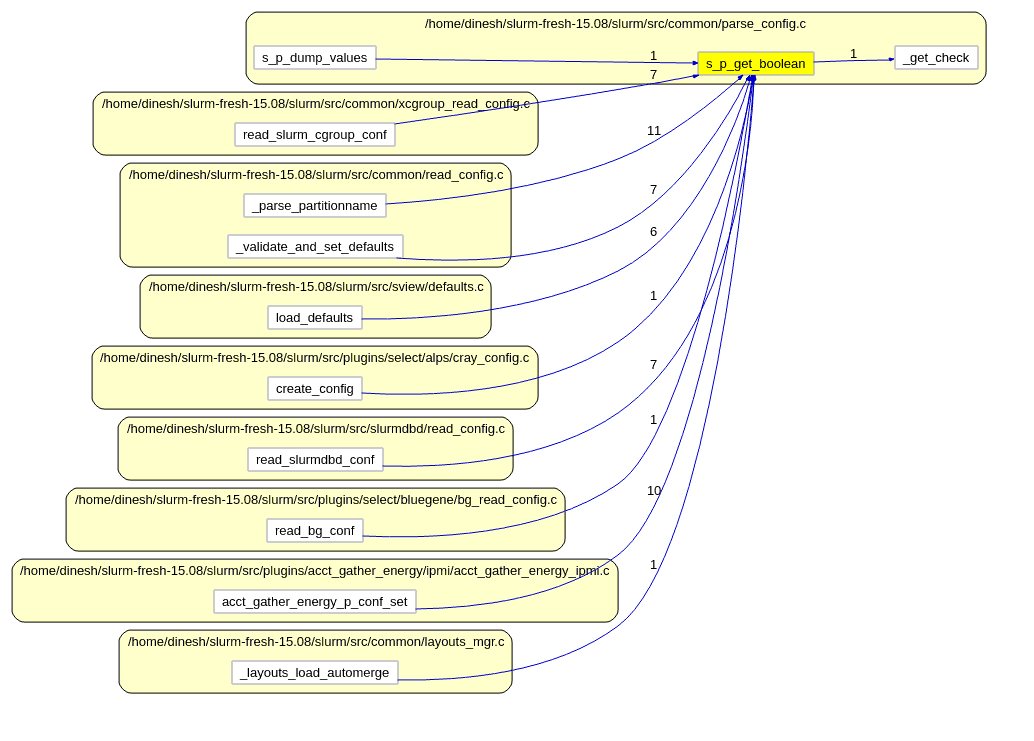 /home/dinesh/slurm-fresh-15.08/slurm/src/common/parse_config.c
s_p_dump_values
1
s_p_get_boolean
1
_get_check
7
/home/dinesh/slurm-fresh-15.08/slurm/src/common/xcgroup_read_config.c
read_slurm_cgroup_conf
11
/home/dinesh/slurm-fresh-15.08/slurm/src/common/read_config.c
_parse_partitionname
7
_validate_and_set_defaults
6
/home/dinesh/slurm-fresh-15.08/slurm/src/sview/defaults.c
load_defaults
1
/home/dinesh/slurm-fresh-15.08/slurm/src/plugins/select/alps/cray_config.c
create_config
7
/home/dinesh/slurm-fresh-15.08/slurm/src/slurmdbd/read_config.c
read_slurmdbd_conf
1
/home/dinesh/slurm-fresh-15.08/slurm/src/plugins/select/bluegene/bg_read_config.c
read_bg_conf
10
/home/dinesh/slurm-fresh-15.08/slurm/src/plugins/acct_gather_energy/ipmi/acct_gather_energy_ipmi.c
acct_gather_energy_p_conf_set
1
/home/dinesh/slurm-fresh-15.08/slurm/src/common/layouts_mgr.c
_layouts_load_automerge